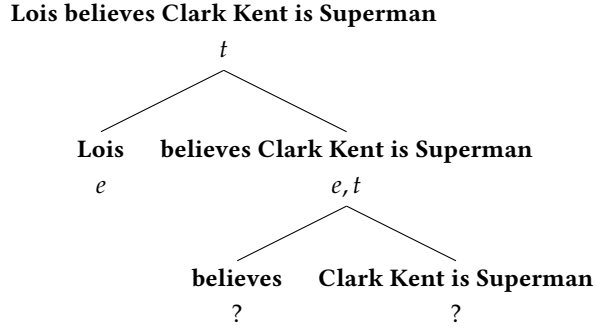 Lois believes Clark Kent is Superman
t
Lois believes Clark Kent is Superman
e e, t
believes Clark Kent is Superman
? ?